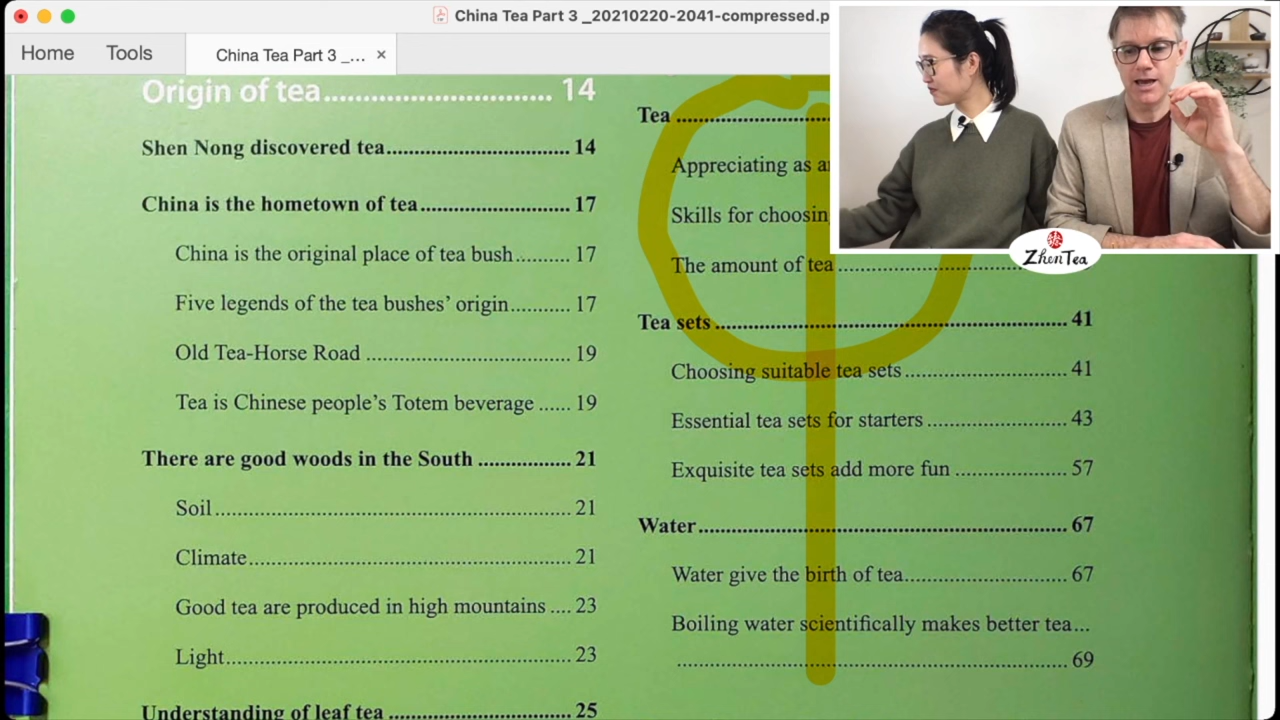 China Tea Part 3 _20210220-2041-compressed.p
Home
Tools
China Tea Part 3 _...
×
Origin of tea.............................. 14
Shen Nong discovered tea................................. 14
China is the hometown of tea........................... 17
China is the original place of tea bush.......... 17
Five legends of the tea bushes' origin........... 17
Old Tea-Horse Road .................................... 19
Tea is Chinese people's Totem beverage ...... 19
There are good woods in the South ................. 21
Soil................................................................ 21
Climate.......................................................... 21
Good tea are produced in high mountains .... 23
Light.............................................................. 23
Understanding of leaf tea ................................ 25
Tea ..........................
Appreciating as
Skills for
The amount of tea ...............................
Tea sets ............................................................... 41
Choosing suitable tea sets............................. 41
Essential tea sets for starters ........................ 43
Exquisite tea sets add more fun .................... 57
Water.................................................................. 67
Water give the birth of tea............................. 67
Boiling water scientifically makes better tea...
.................................................................... 69
Zhen Tea